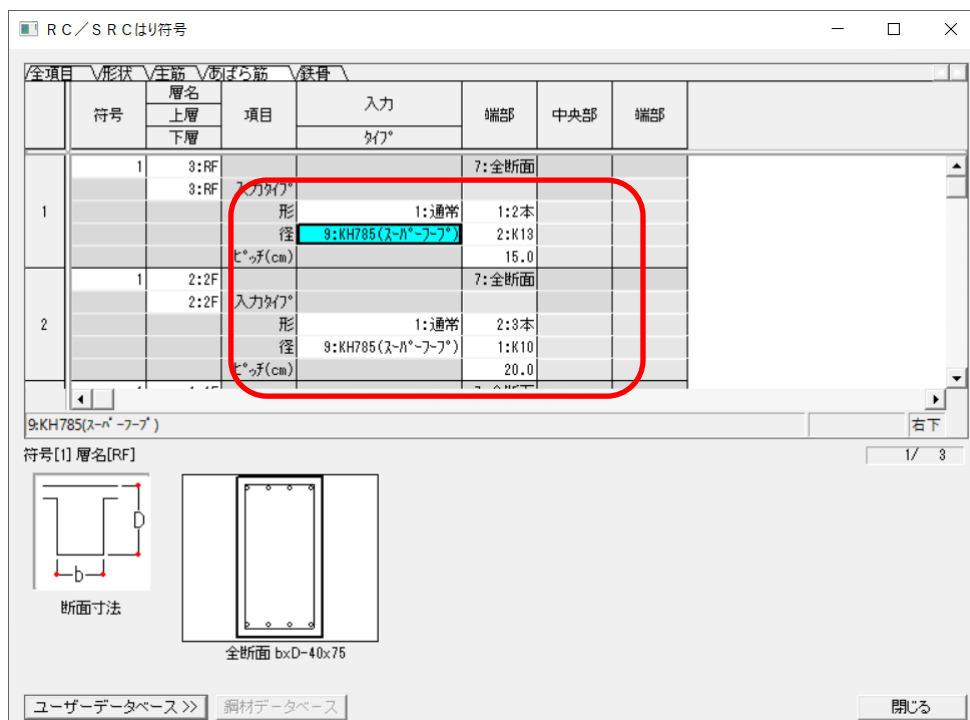 RC/SRCはり符号
全項目 形状 主筋 あばら筋 鉄骨
符号 層名 上層 下層 項目 入力 タイプ 端部 中央部 端部
1 3:RF 7:全断面
3:RF 入力タイプ
1 形 1:通常 1:2本
径 9:KH785(スーパーフープ) 2:K13
ピッチ(cm) 15.0
1 2:2F 7:全断面
2:2F 入力タイプ
2 形 1:通常 2:3本
径 9:KH785(スーパーフープ) 1:K10
ピッチ(cm) 20.0
9:KH785(スーパーフープ) 右下
符号[1] 層名[RF] 1/ 3
D
b
断面寸法
全断面 bxD-40x75
ユーザーデータベース >> 鋼材データベース 閉じる